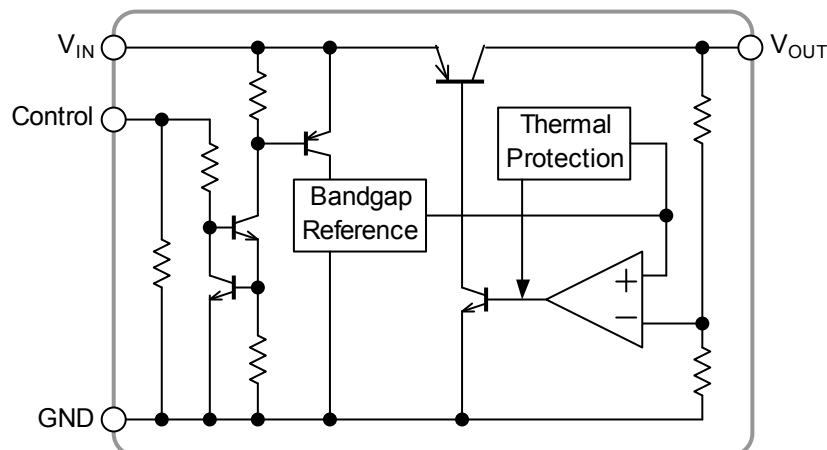 V_IN
V_OUT
Control
Thermal
Protection
Bandgap
Reference
+
−
GND